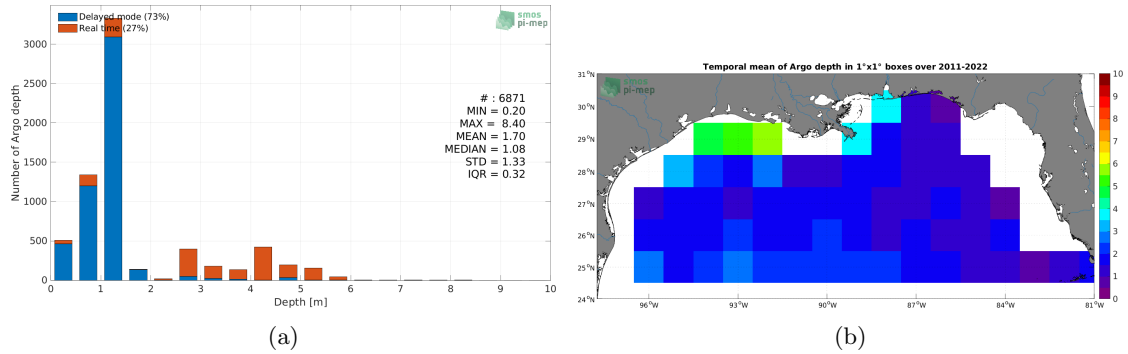 Delayed mode (73%)
Real time (27%)
smos
pi-mep
Number of Argo depth
3000
2500
2000
1500
1000
500
0
# : 6871
MIN = 0.20
MAX = 8.40
MEAN = 1.70
MEDIAN = 1.08
STD = 1.33
IQR = 0.32
0 1 2 3 4 5 6 7 8 9 10
Depth [m]
(a)
Temporal mean of Argo depth in 1°x1° boxes over 2011-2022
smos
pi-mep
31°N
30°N
29°N
28°N
27°N
26°N
25°N
24°N
96°W 93°W 90°W 87°W 84°W 81°W
10
9
8
7
6
5
4
3
2
1
0
(b)